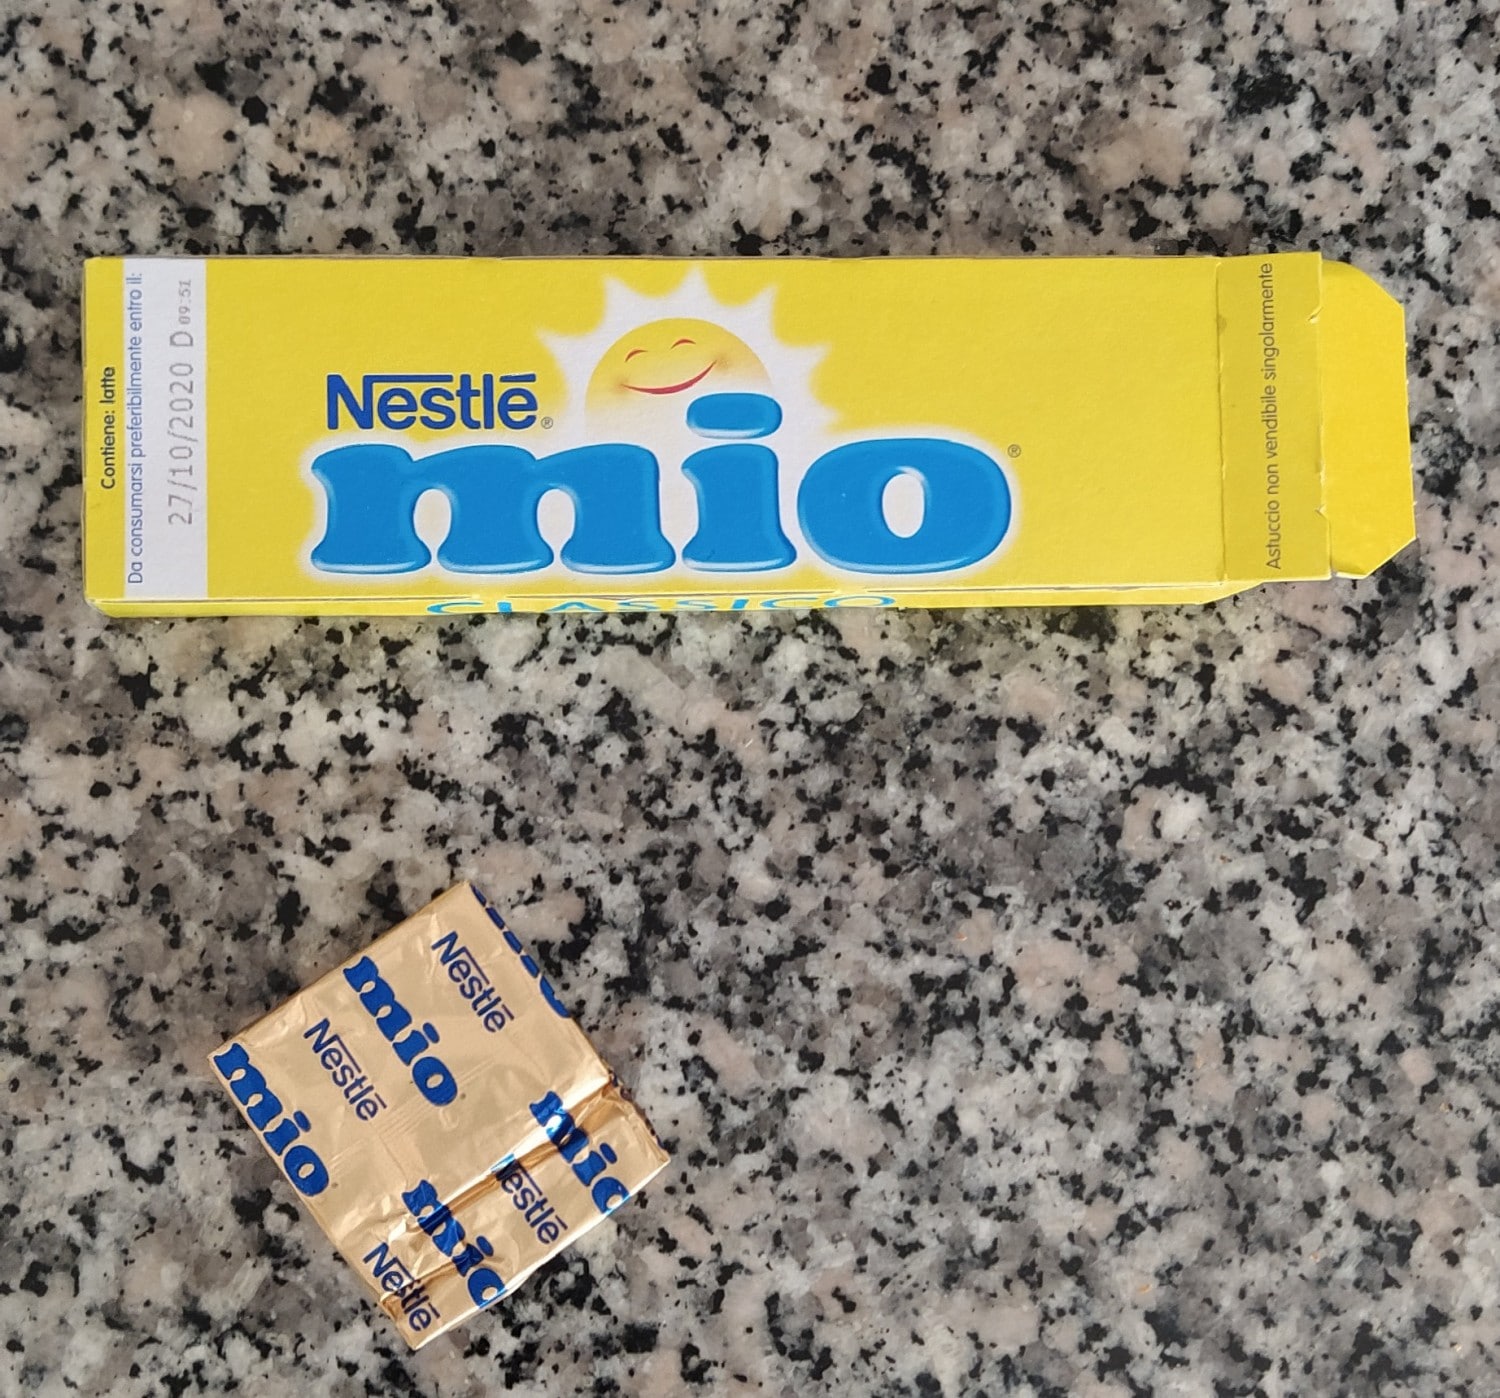 Contiene: latte
Da consumarsi preferibilmente entro il:
27/10/2020 D 09:51
Nestlé®
mio®
CLASSICO
Astuccio non vendibile singolarmente
Nestlé
mio
Nestlé
mio
mio
Nestlé
mio
Nestlé